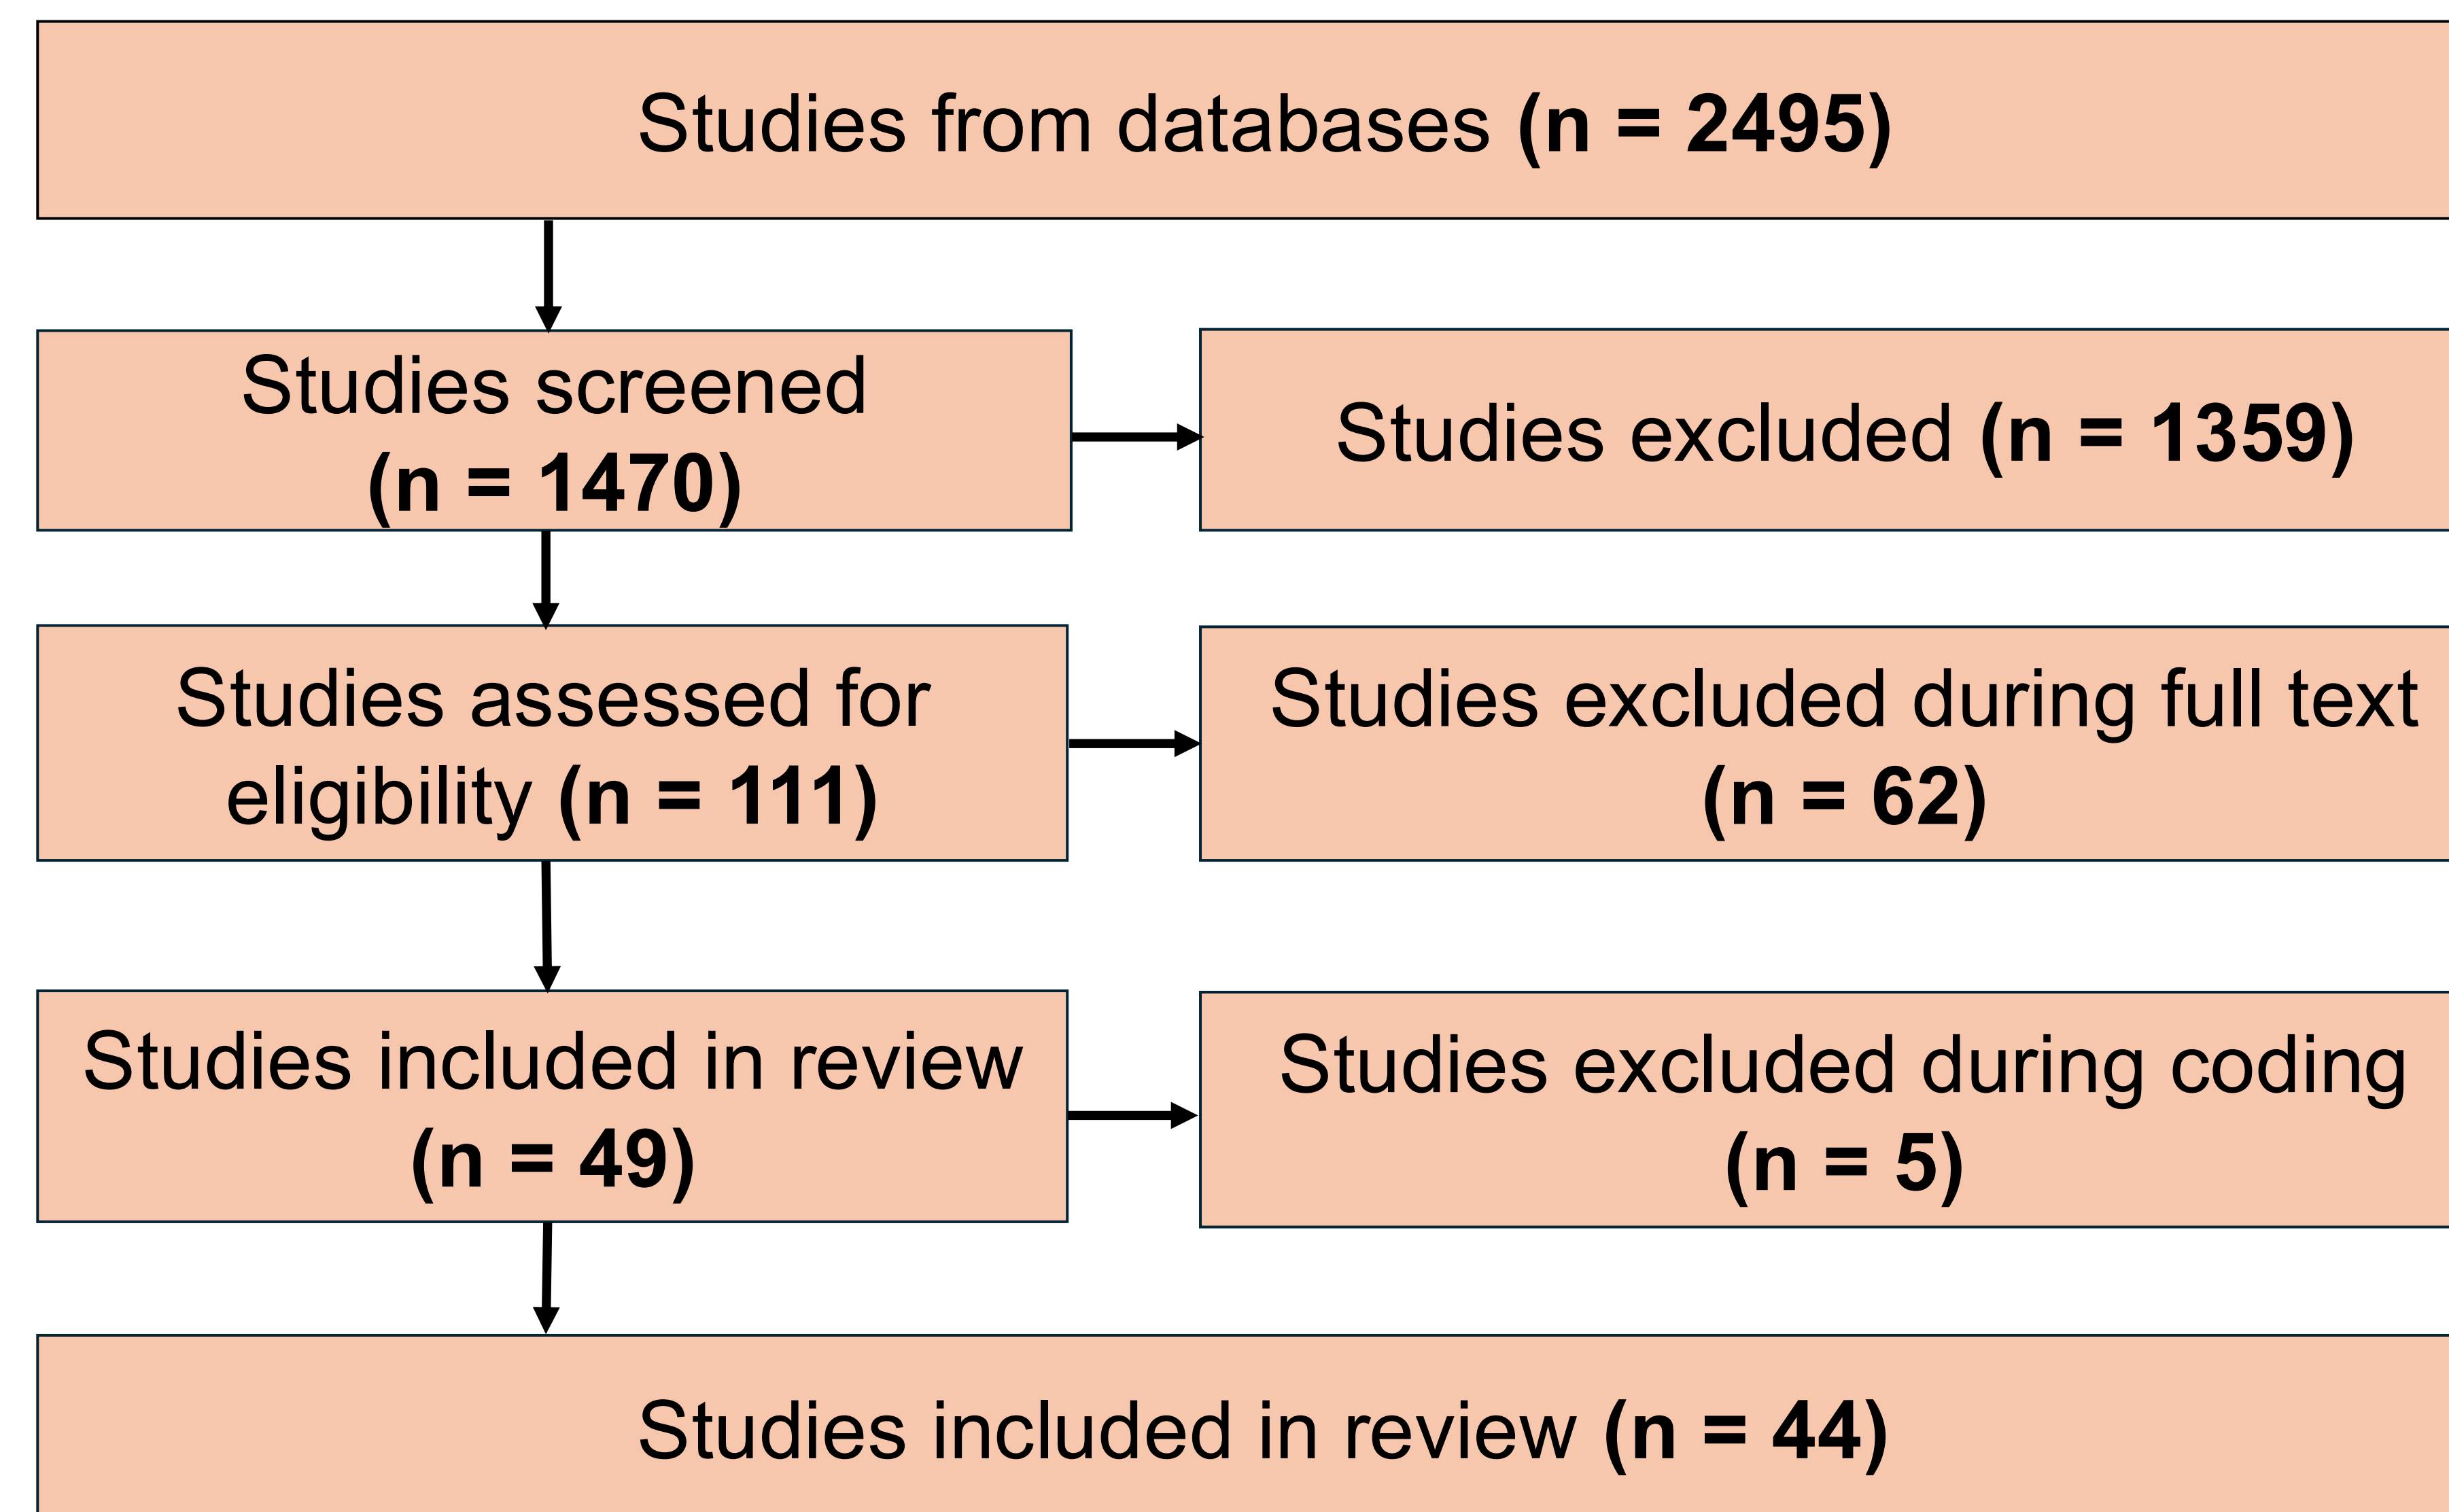 Studies from databases (n = 2495)
Studies screened
(n = 1470)
Studies excluded (n = 1359)
Studies assessed for
eligibility (n = 111)
Studies excluded during full text
(n = 62)
Studies included in review
(n = 49)
Studies excluded during coding
(n = 5)
Studies included in review (n = 44)